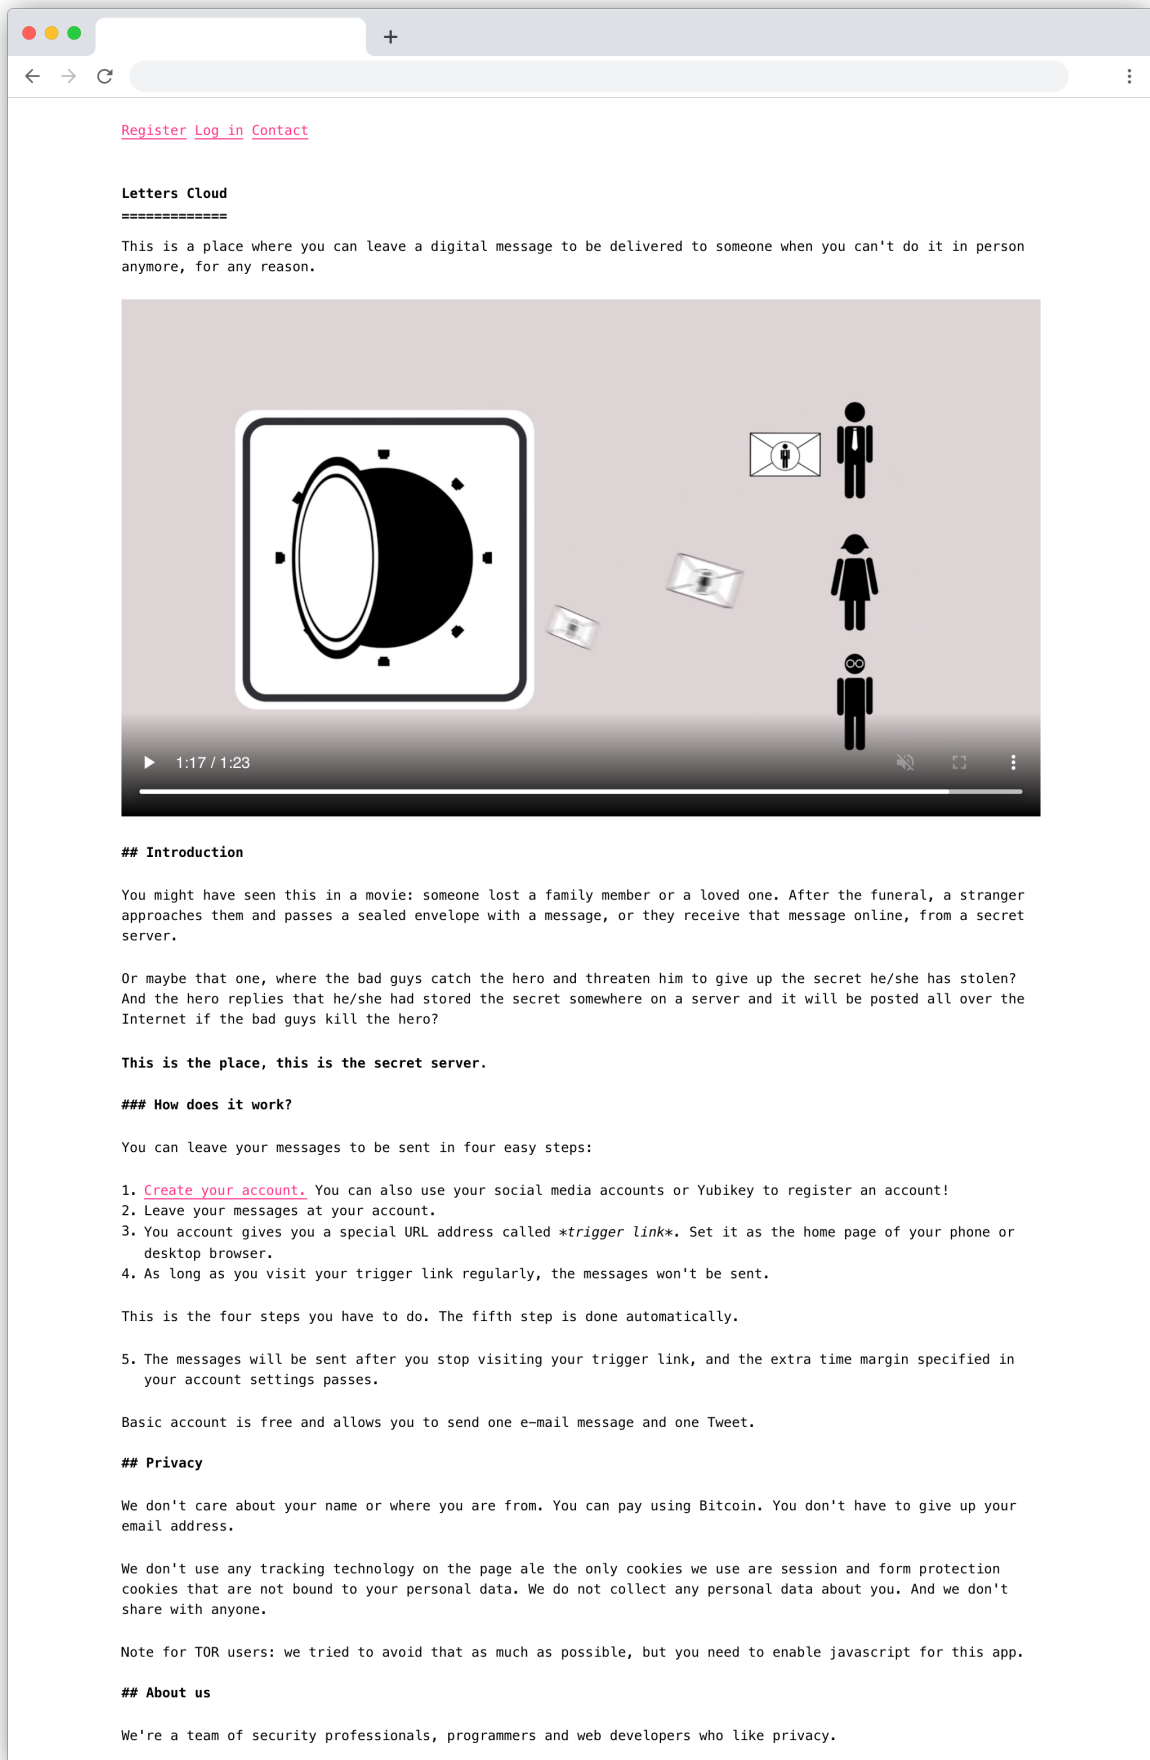 Register Log in Contact
Letters Cloud
=============
This is a place where you can leave a digital message to be delivered to someone when you can't do it in person
anymore, for any reason.
1:17 / 1:23
## Introduction
You might have seen this in a movie: someone lost a family member or a loved one. After the funeral, a stranger
approaches them and passes a sealed envelope with a message, or they receive that message online, from a secret
server.
Or maybe that one, where the bad guys catch the hero and threaten him to give up the secret he/she has stolen?
And the hero replies that he/she had stored the secret somewhere on a server and it will be posted all over the
Internet if the bad guys kill the hero?
This is the place, this is the secret server.
### How does it work?
You can leave your messages to be sent in four easy steps:
1. Create your account. You can also use your social media accounts or Yubikey to register an account!
2. Leave your messages at your account.
3. You account gives you a special URL address called *trigger link*. Set it as the home page of your phone or
desktop browser.
4. As long as you visit your trigger link regularly, the messages won't be sent.
This is the four steps you have to do. The fifth step is done automatically.
5. The messages will be sent after you stop visiting your trigger link, and the extra time margin specified in
your account settings passes.
Basic account is free and allows you to send one e-mail message and one Tweet.
## Privacy
We don't care about your name or where you are from. You can pay using Bitcoin. You don't have to give up your
email address.
We don't use any tracking technology on the page ale the only cookies we use are session and form protection
cookies that are not bound to your personal data. We do not collect any personal data about you. And we don't
share with anyone.
Note for TOR users: we tried to avoid that as much as possible, but you need to enable javascript for this app.
## About us
We're a team of security professionals, programmers and web developers who like privacy.